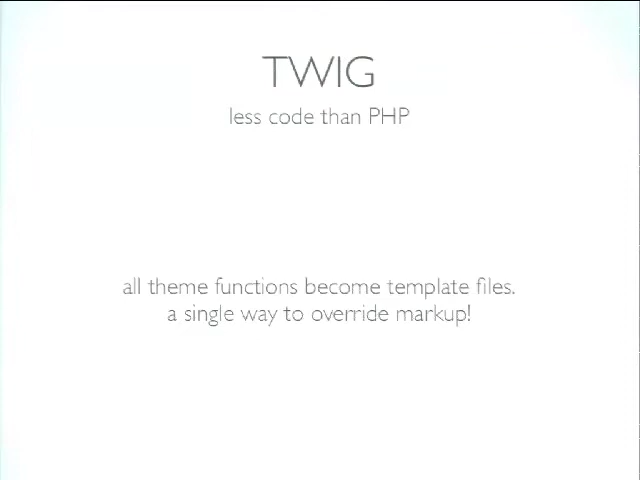 TWIG
less code than PHP
all theme functions become template files.
a single way to override markup!